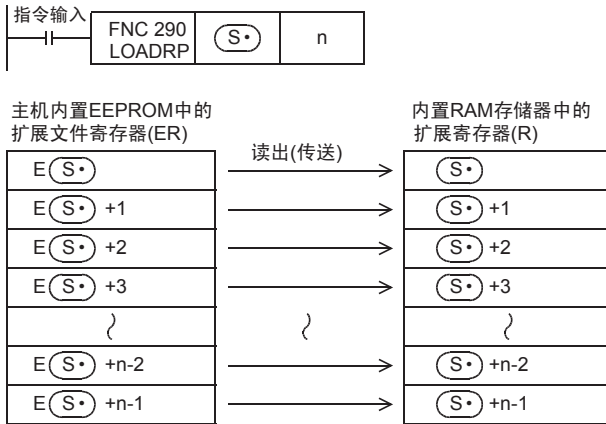 指令输入
FNC 290
LOADRP
S•
n
主机内置EEPROM中的
扩展文件寄存器(ER)
内置RAM存储器中的
扩展寄存器(R)
读出(传送)
E S•
S•
E S• +1
S• +1
E S• +2
S• +2
E S• +3
S• +3
E S• +n-2
S• +n-2
E S• +n-1
S• +n-1